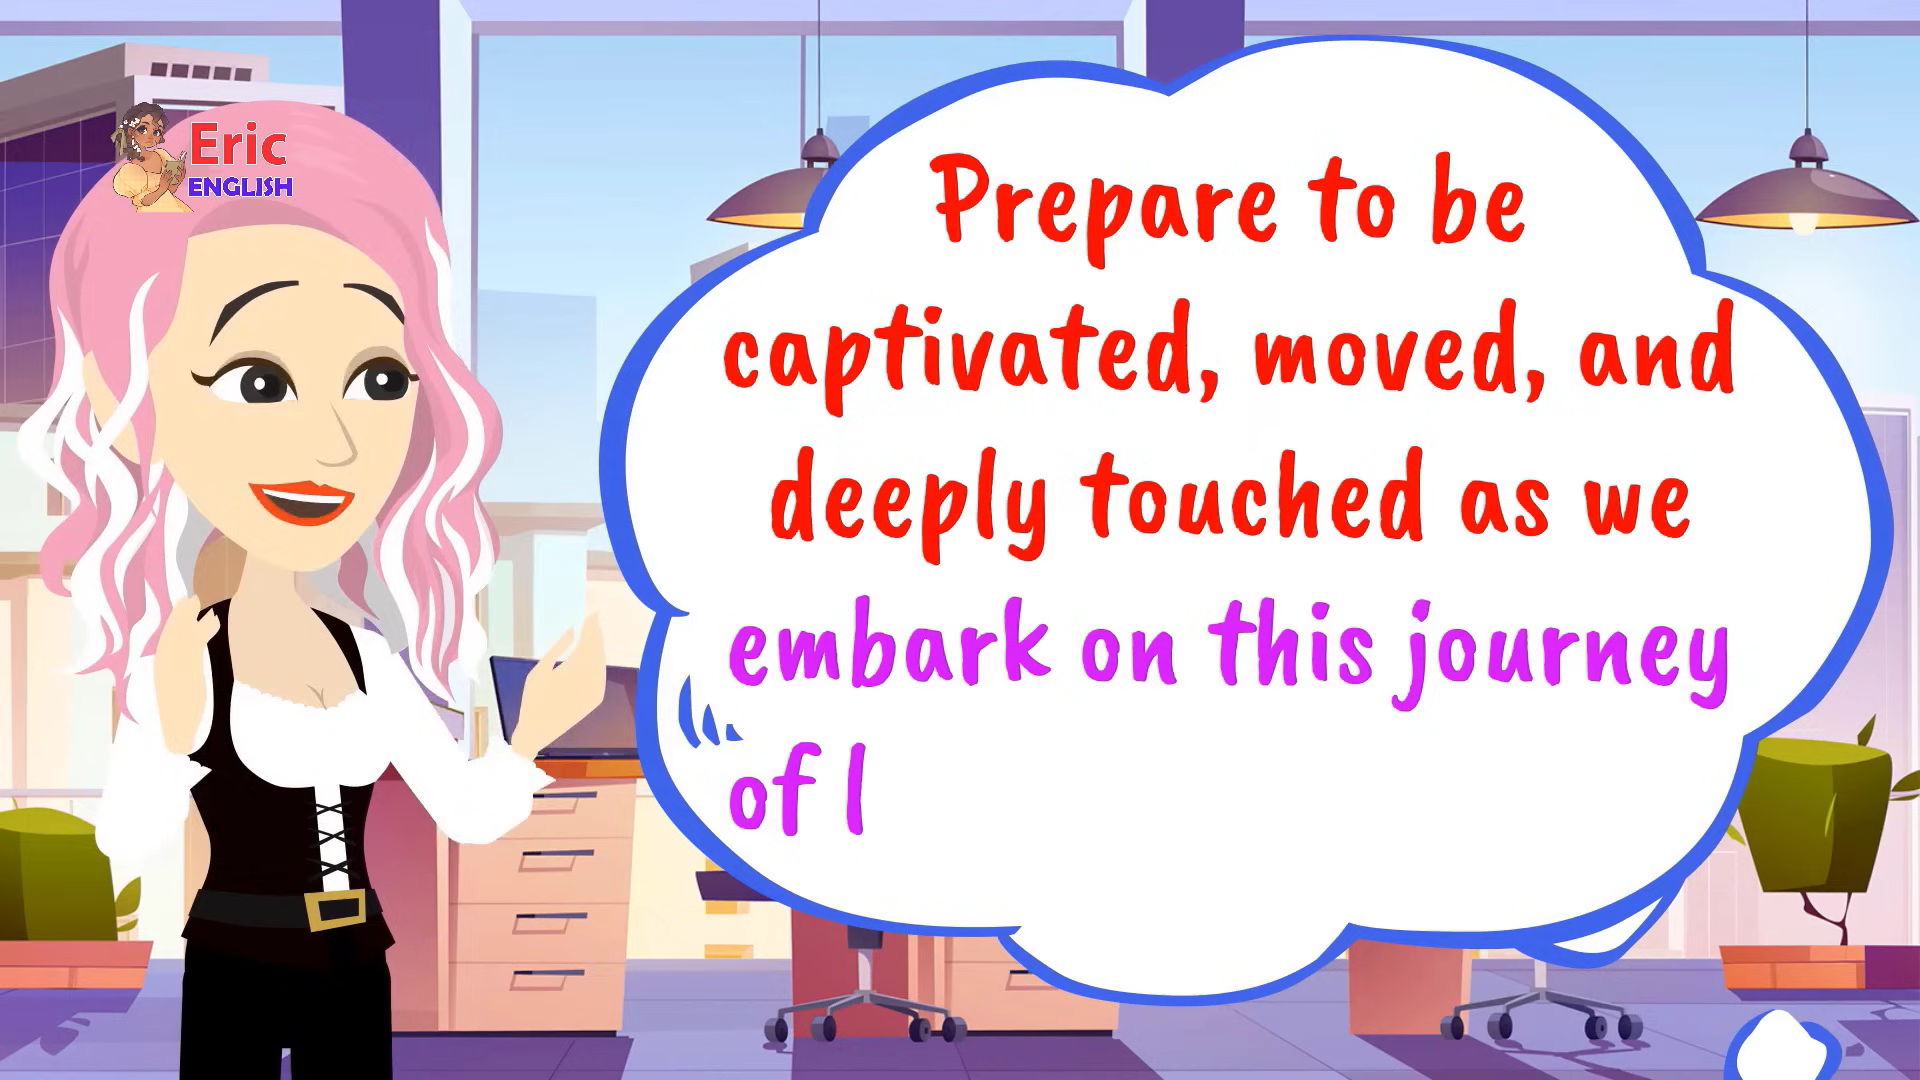 Eric
ENGLISH
Prepare to be
captivated, moved, and
deeply touched as we
embark on this journey
of l